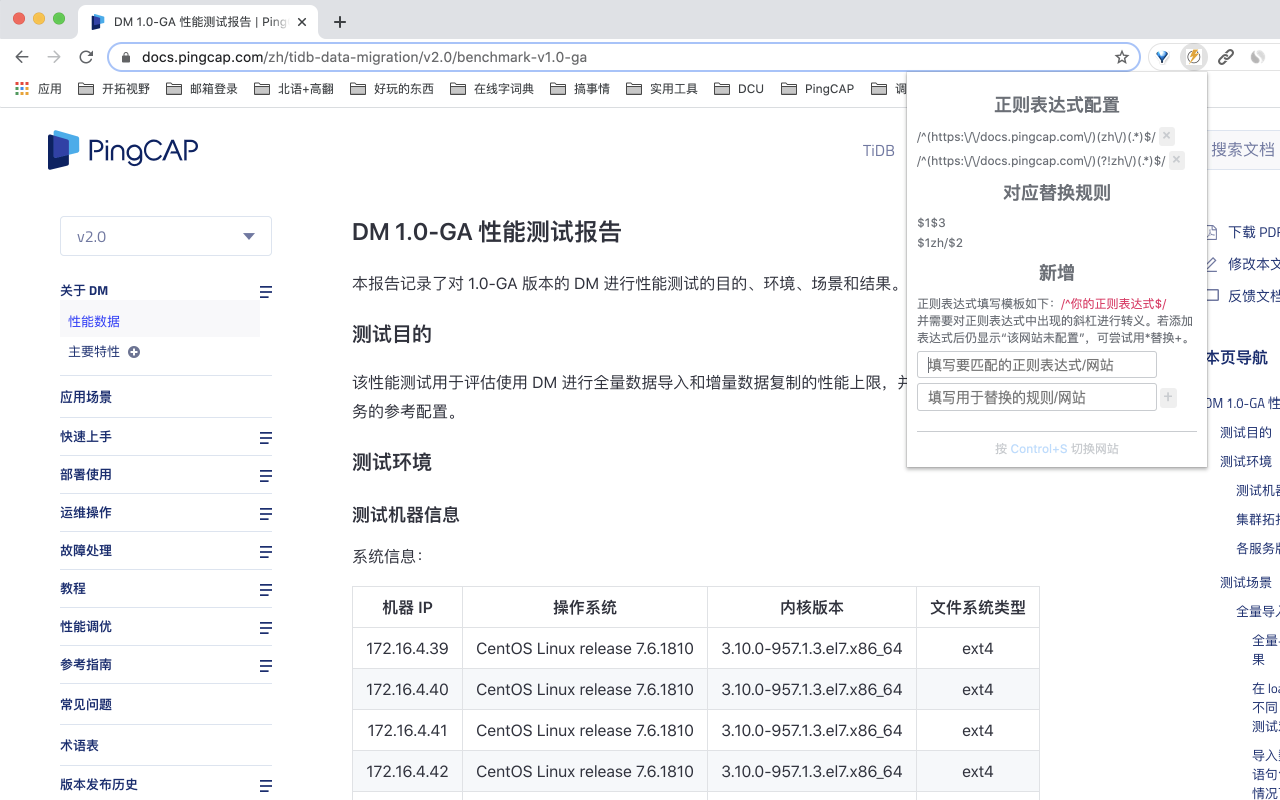 DM 1.0-GA 性能测试报告 | Ping
docs.pingcap.com/zh/tidb-data-migration/v2.0/benchmark-v1.0-ga
应用
开拓视野
邮箱登录
北语+高翻
好玩的东西
在线字词典
搞事情
实用工具
DCU
PingCAP
调
PingCAP
TiDB
搜索文档
正则表达式配置
/^(https:\/\/docs.pingcap.com\/)(zh\/)(.*)$/
/^(https:\/\/docs.pingcap.com\/)(?!zh\/)(.*)$/
对应替换规则
$1$3
$1zh/$2
新增
正则表达式填写模板如下：/^你的正则表达式$/
并需要对正则表达式中出现的斜杠进行转义。若添加
表达式后仍显示“该网站未配置”，可尝试用*替换+。
填写要匹配的正则表达式/网站
填写用于替换的规则/网站
+
按 Control+S 切换网站
v2.0
关于 DM
性能数据
主要特性
应用场景
快速上手
部署使用
运维操作
故障处理
教程
性能调优
参考指南
常见问题
术语表
版本发布历史
DM 1.0-GA 性能测试报告
本报告记录了对 1.0-GA 版本的 DM 进行性能测试的目的、环境、场景和结果。
测试目的
该性能测试用于评估使用 DM 进行全量数据导入和增量数据复制的性能上限，并
务的参考配置。
测试环境
测试机器信息
系统信息：
机器 IP 操作系统 内核版本 文件系统类型
172.16.4.39 CentOS Linux release 7.6.1810 3.10.0-957.1.3.el7.x86_64 ext4
172.16.4.40 CentOS Linux release 7.6.1810 3.10.0-957.1.3.el7.x86_64 ext4
172.16.4.41 CentOS Linux release 7.6.1810 3.10.0-957.1.3.el7.x86_64 ext4
172.16.4.42 CentOS Linux release 7.6.1810 3.10.0-957.1.3.el7.x86_64 ext4
下载 PDF
修改本文
反馈文档
本页导航
DM 1.0-GA 性
测试目的
测试环境
测试机器
集群拓扑
各服务版
测试场景
全量导入
全量
果
在 loa
不同
测试
导入
语句
情况